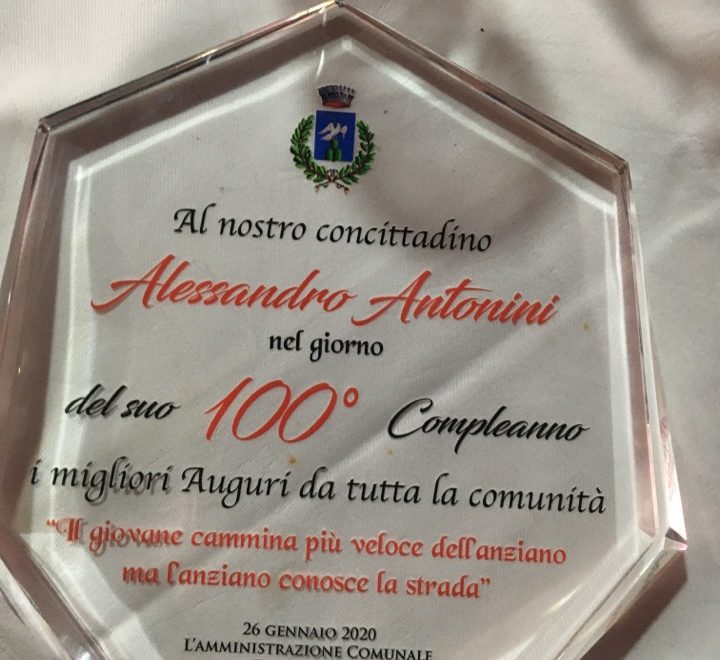 Al nostro concittadino
Alessandro Antonini
nel giorno
del suo 100° Compleanno
i migliori Auguri da tutta la comunità
"Il giovane cammina più veloce dell'anziano
ma l'anziano conosce la strada"
26 GENNAIO 2020
L'AMMINISTRAZIONE COMUNALE